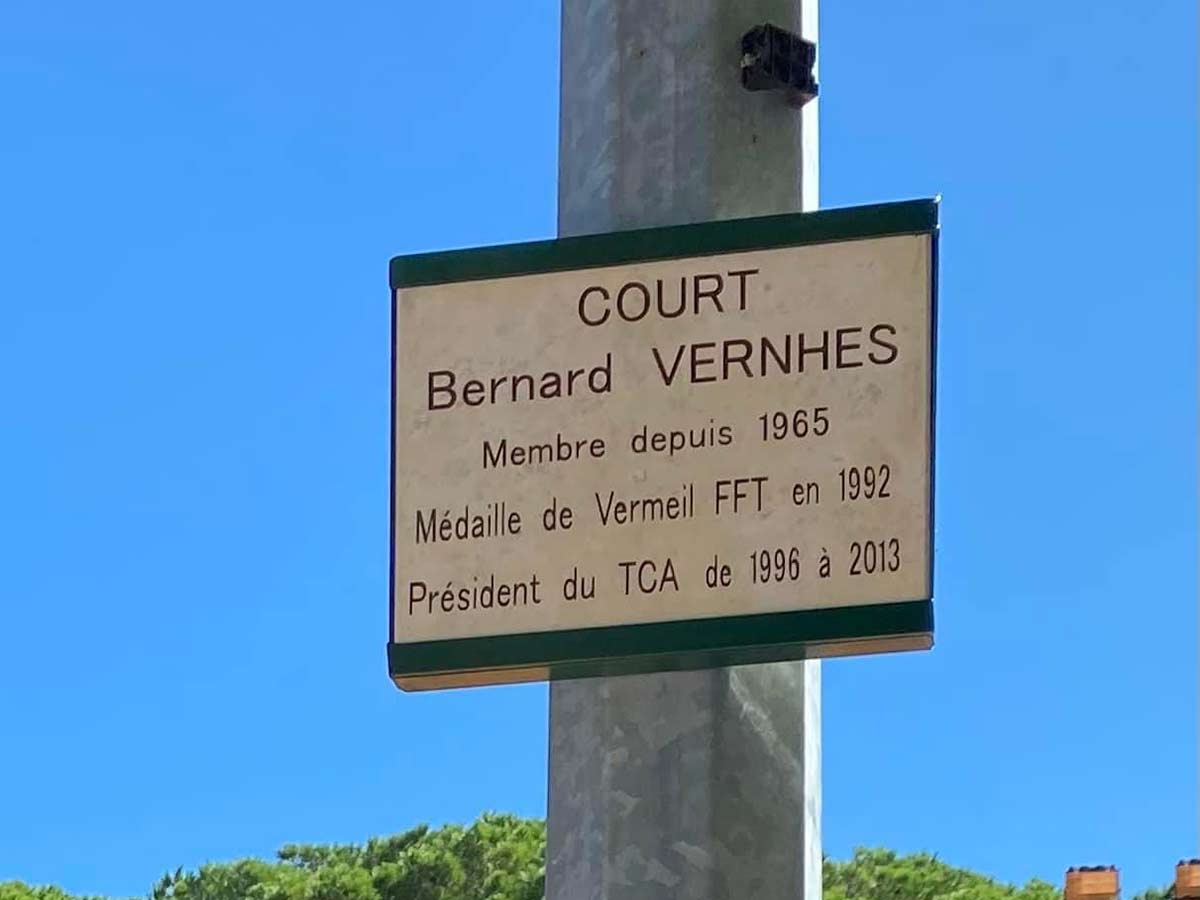 COURT
Bernard VERNHES
Membre depuis 1965
Médaille de Vermeil FFT en 1992
Président du TCA de 1996 à 2013